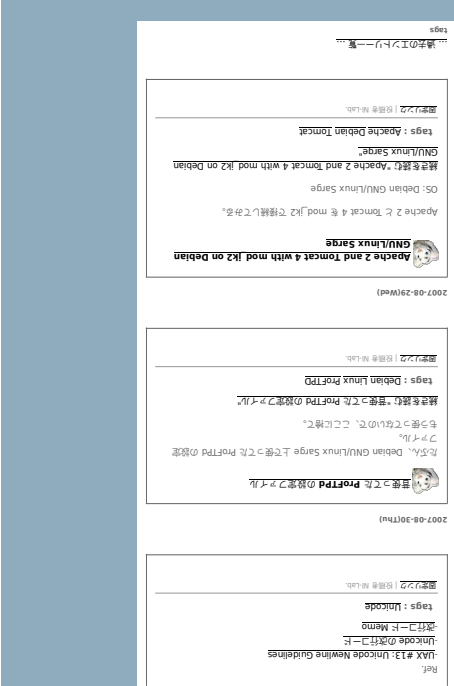 Ref.
-UAX #13: Unicode Newline Guidelines
-Unicode の改行コード
-改行コード Memo
tags : Unicode
固定リンク | 投稿者 NI-Lab.
2007-08-30(Thu)
昔使ってた ProFTPd の設定ファイル
たぶん、Debian GNU/Linux Sarge 上で使ってた ProFTPd の設定
ファイル。
もう使ってないので、ここに捨て。
続きを読む "昔使ってた ProFTPd の設定ファイル"
tags : Debian Linux ProFTPD
固定リンク | 投稿者 NI-Lab.
2007-08-29(Wed)
Apache 2 and Tomcat 4 with mod_jk2 on Debian
GNU/Linux Sarge
Apache 2 と Tomcat 4 を mod_jk2 で接続してみる。
OS: Debian GNU/Linux Sarge
続きを読む "Apache 2 and Tomcat 4 with mod_jk2 on Debian
GNU/Linux Sarge"
tags : Apache Debian Tomcat
固定リンク | 投稿者 NI-Lab.
... 過去のエントリ一一覧 ...
tags